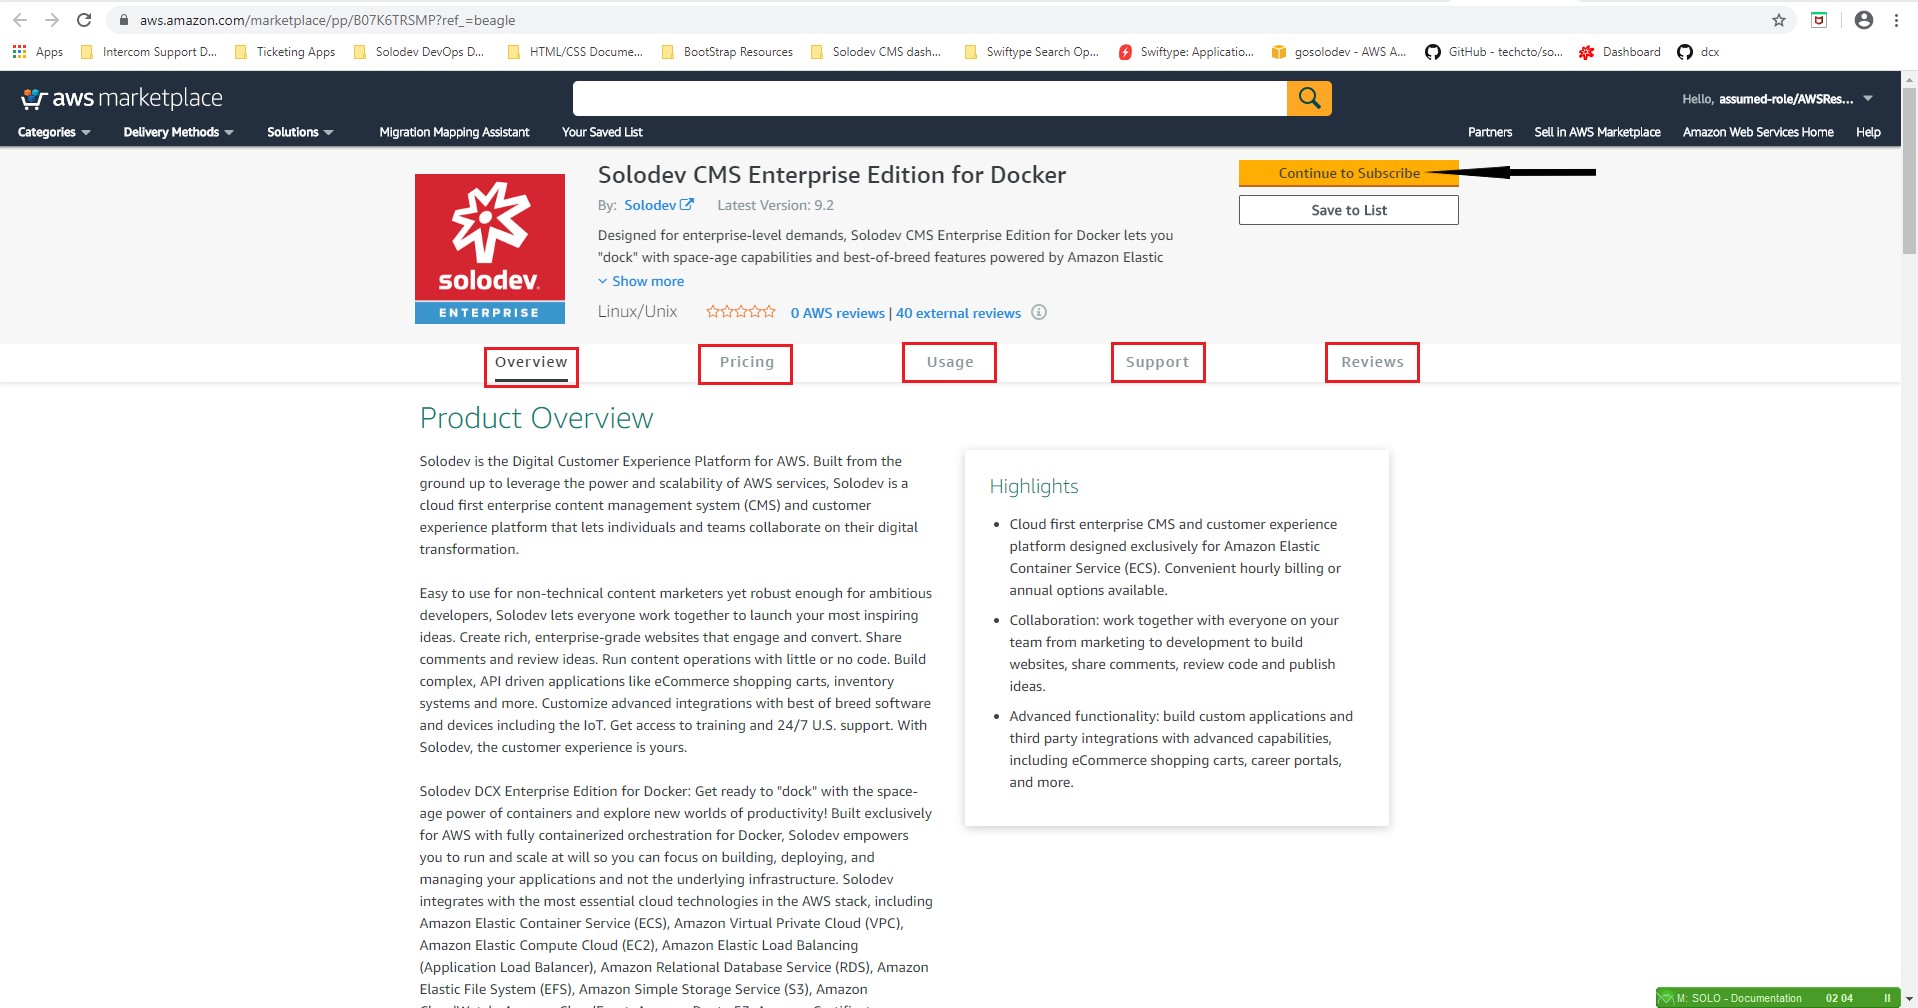 aws.amazon.com/marketplace/pp/B07K6TRSMP?ref_=beagle
Apps
Intercom Support D...
Ticketing Apps
Solodev DevOps D...
HTML/CSS Docume...
BootStrap Resources
Solodev CMS dash...
Swiftype Search Op...
Swiftype: Applicatio...
gosolodev - AWS A...
GitHub - techcto/so...
Dashboard
dcx
aws marketplace
Hello, assumed-role/AWSRes...
Categories
Delivery Methods
Solutions
Migration Mapping Assistant
Your Saved List
Partners
Sell in AWS Marketplace
Amazon Web Services Home
Help
solodev
ENTERPRISE
Solodev CMS Enterprise Edition for Docker
By: Solodev Latest Version: 9.2
Designed for enterprise-level demands, Solodev CMS Enterprise Edition for Docker lets you
"dock" with space-age capabilities and best-of-breed features powered by Amazon Elastic
Show more
Linux/Unix 0 AWS reviews | 40 external reviews
Continue to Subscribe
Save to List
Overview
Pricing
Usage
Support
Reviews
Product Overview
Solodev is the Digital Customer Experience Platform for AWS. Built from the
ground up to leverage the power and scalability of AWS services, Solodev is a
cloud first enterprise content management system (CMS) and customer
experience platform that lets individuals and teams collaborate on their digital
transformation.
Easy to use for non-technical content marketers yet robust enough for ambitious
developers, Solodev lets everyone work together to launch your most inspiring
ideas. Create rich, enterprise-grade websites that engage and convert. Share
comments and review ideas. Run content operations with little or no code. Build
complex, API driven applications like eCommerce shopping carts, inventory
systems and more. Customize advanced integrations with best of breed software
and devices including the IoT. Get access to training and 24/7 U.S. support. With
Solodev, the customer experience is yours.
Solodev DCX Enterprise Edition for Docker: Get ready to "dock" with the space-
age power of containers and explore new worlds of productivity! Built exclusively
for AWS with fully containerized orchestration for Docker, Solodev empowers
you to run and scale at will so you can focus on building, deploying, and
managing your applications and not the underlying infrastructure. Solodev
integrates with the most essential cloud technologies in the AWS stack, including
Amazon Elastic Container Service (ECS), Amazon Virtual Private Cloud (VPC),
Amazon Elastic Compute Cloud (EC2), Amazon Elastic Load Balancing
(Application Load Balancer), Amazon Relational Database Service (RDS), Amazon
Elastic File System (EFS), Amazon Simple Storage Service (S3), Amazon
Highlights
Cloud first enterprise CMS and customer experience
platform designed exclusively for Amazon Elastic
Container Service (ECS). Convenient hourly billing or
annual options available.
Collaboration: work together with everyone on your
team from marketing to development to build
websites, share comments, review code and publish
ideas.
Advanced functionality: build custom applications and
third party integrations with advanced capabilities,
including eCommerce shopping carts, career portals,
and more.
M: SOLO - Documentation 02 04